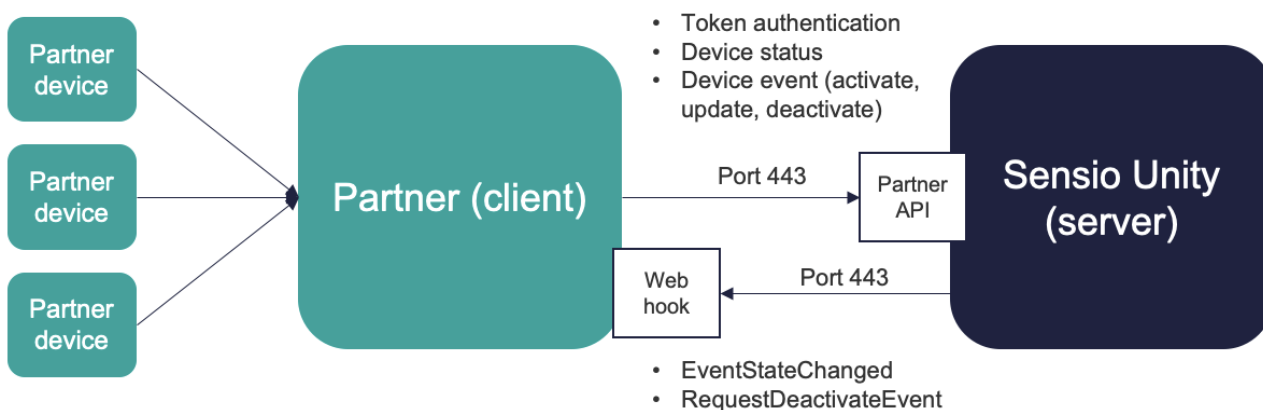 Partner
device
Partner
device
Partner
device
Partner (client)
• Token authentication
• Device status
• Device event (activate,
update, deactivate)
Port 443
Partner
API
Sensio Unity
(server)
Web
hook
Port 443
• EventStateChanged
• RequestDeactivateEvent